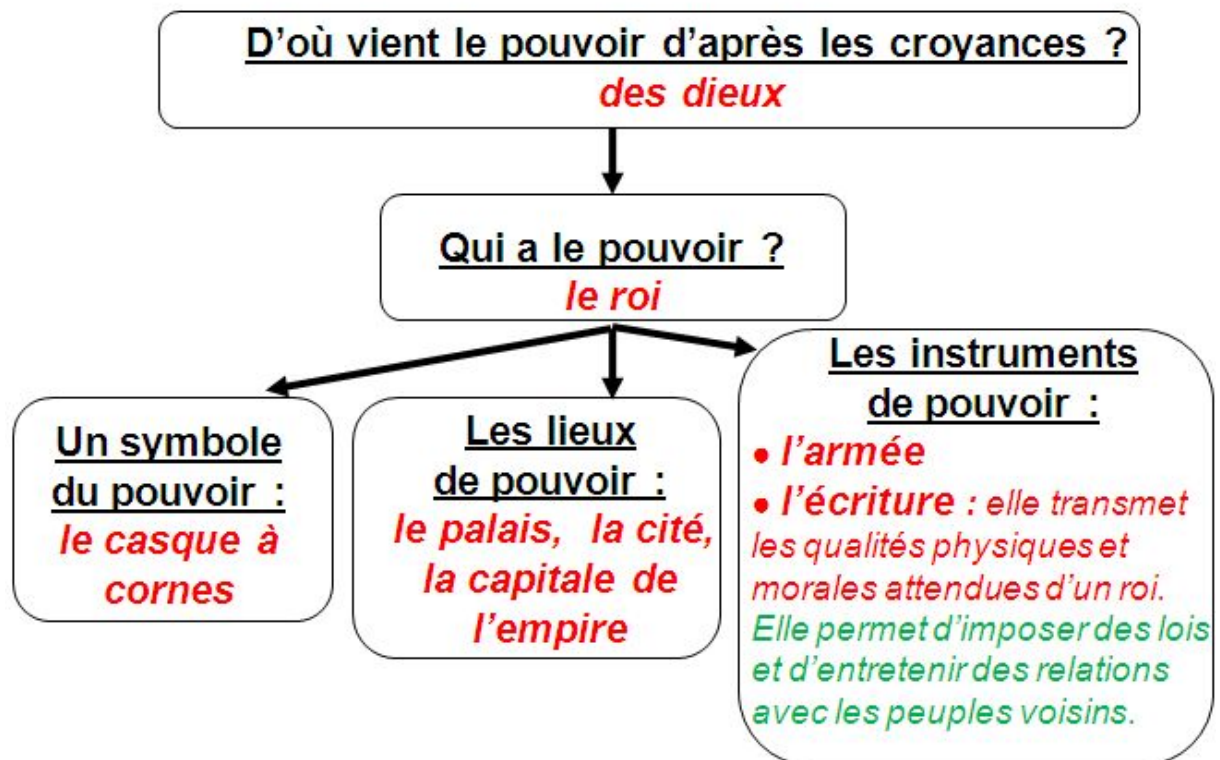 D'où vient le pouvoir d'après les croyances ?
des dieux
Qui a le pouvoir ?
le roi
Un symbole
du pouvoir :
le casque à
cornes
Les lieux
de pouvoir :
le palais, la cité,
la capitale de
l'empire
Les instruments
de pouvoir :
• l'armée
• l'écriture : elle transmet
les qualités physiques et
morales attendues d'un roi.
Elle permet d'imposer des lois
et d'entretenir des relations
avec les peuples voisins.